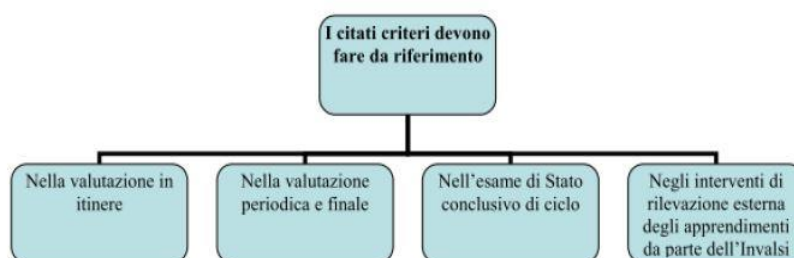 I citati criteri devono
fare da riferimento
Nella valutazione in
itinere
Nella valutazione
periodica e finale
Nell'esame di Stato
conclusivo di ciclo
Negli interventi di
rilevazione esterna
degli apprendimenti
da parte dell'Invalsi